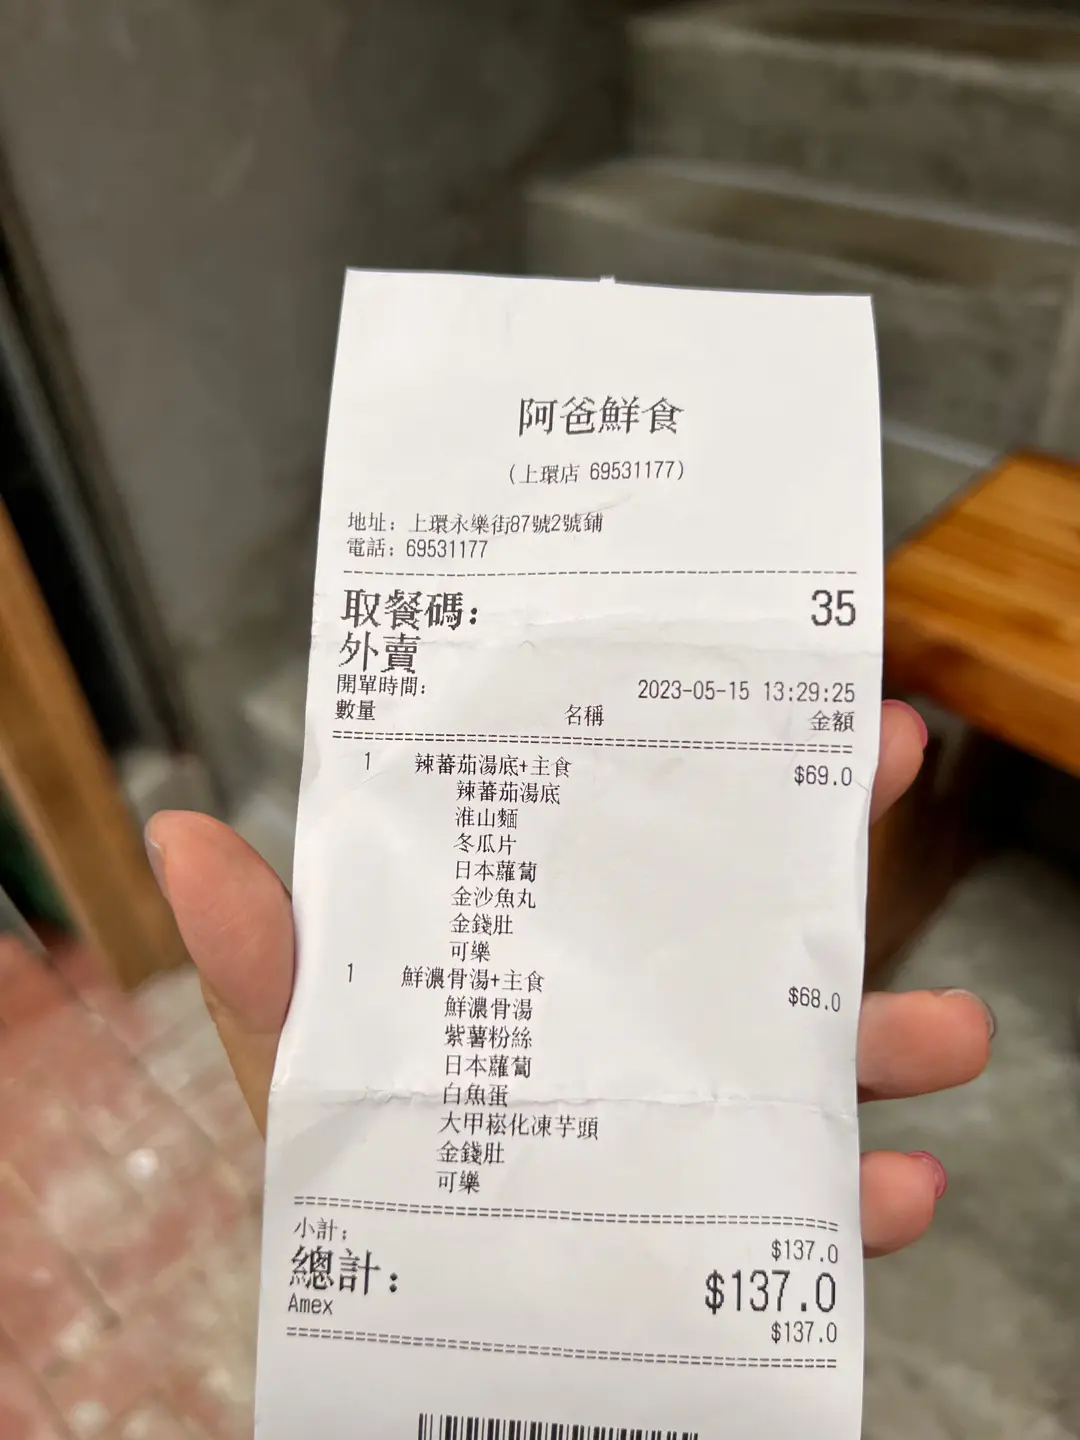 阿爸鮮食
(上環店 69531177)
地址: 上環永樂街87號2號鋪
電話: 69531177
取餐碼: 35
外賣
開單時間: 2023-05-15 13:29:25
數量 名稱 金額
1 辣蕃茄湯底+主食 $69.0
辣蕃茄湯底
淮山麵
冬瓜片
日本蘿蔔
金沙魚丸
金錢肚
可樂
1 鮮濃骨湯+主食 $68.0
鮮濃骨湯
紫薯粉絲
日本蘿蔔
白魚蛋
大甲崧化凍芋頭
金錢肚
可樂
小計: $137.0
總計: $137.0
Amex $137.0